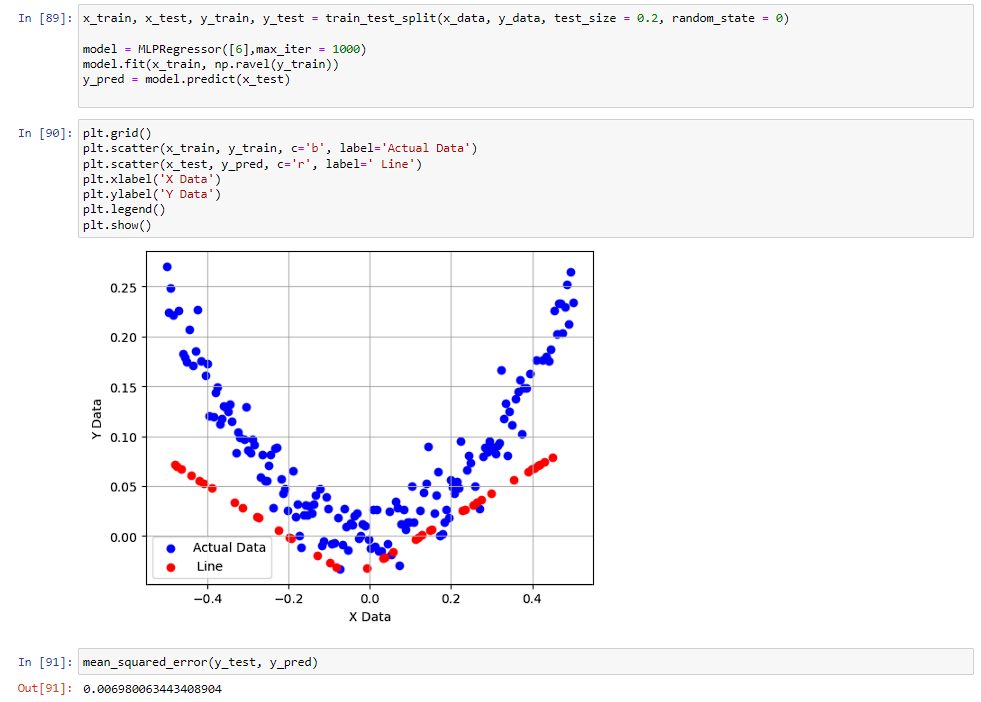 In [89]: x_train, x_test, y_train, y_test = train_test_split(x_data, y_data, test_size = 0.2, random_state = 0)
model = MLPRegressor([6],max_iter = 1000)
model.fit(x_train, np.ravel(y_train))
y_pred = model.predict(x_test)
In [90]: plt.grid()
plt.scatter(x_train, y_train, c='b', label='Actual Data')
plt.scatter(x_test, y_pred, c='r', label=' Line')
plt.xlabel('X Data')
plt.ylabel('Y Data')
plt.legend()
plt.show()
0.25
0.20
0.15
0.10
0.05
0.00
Y Data
Actual Data
Line
−0.4 −0.2 0.0 0.2 0.4
X Data
In [91]: mean_squared_error(y_test, y_pred)
Out[91]: 0.006980063443408904